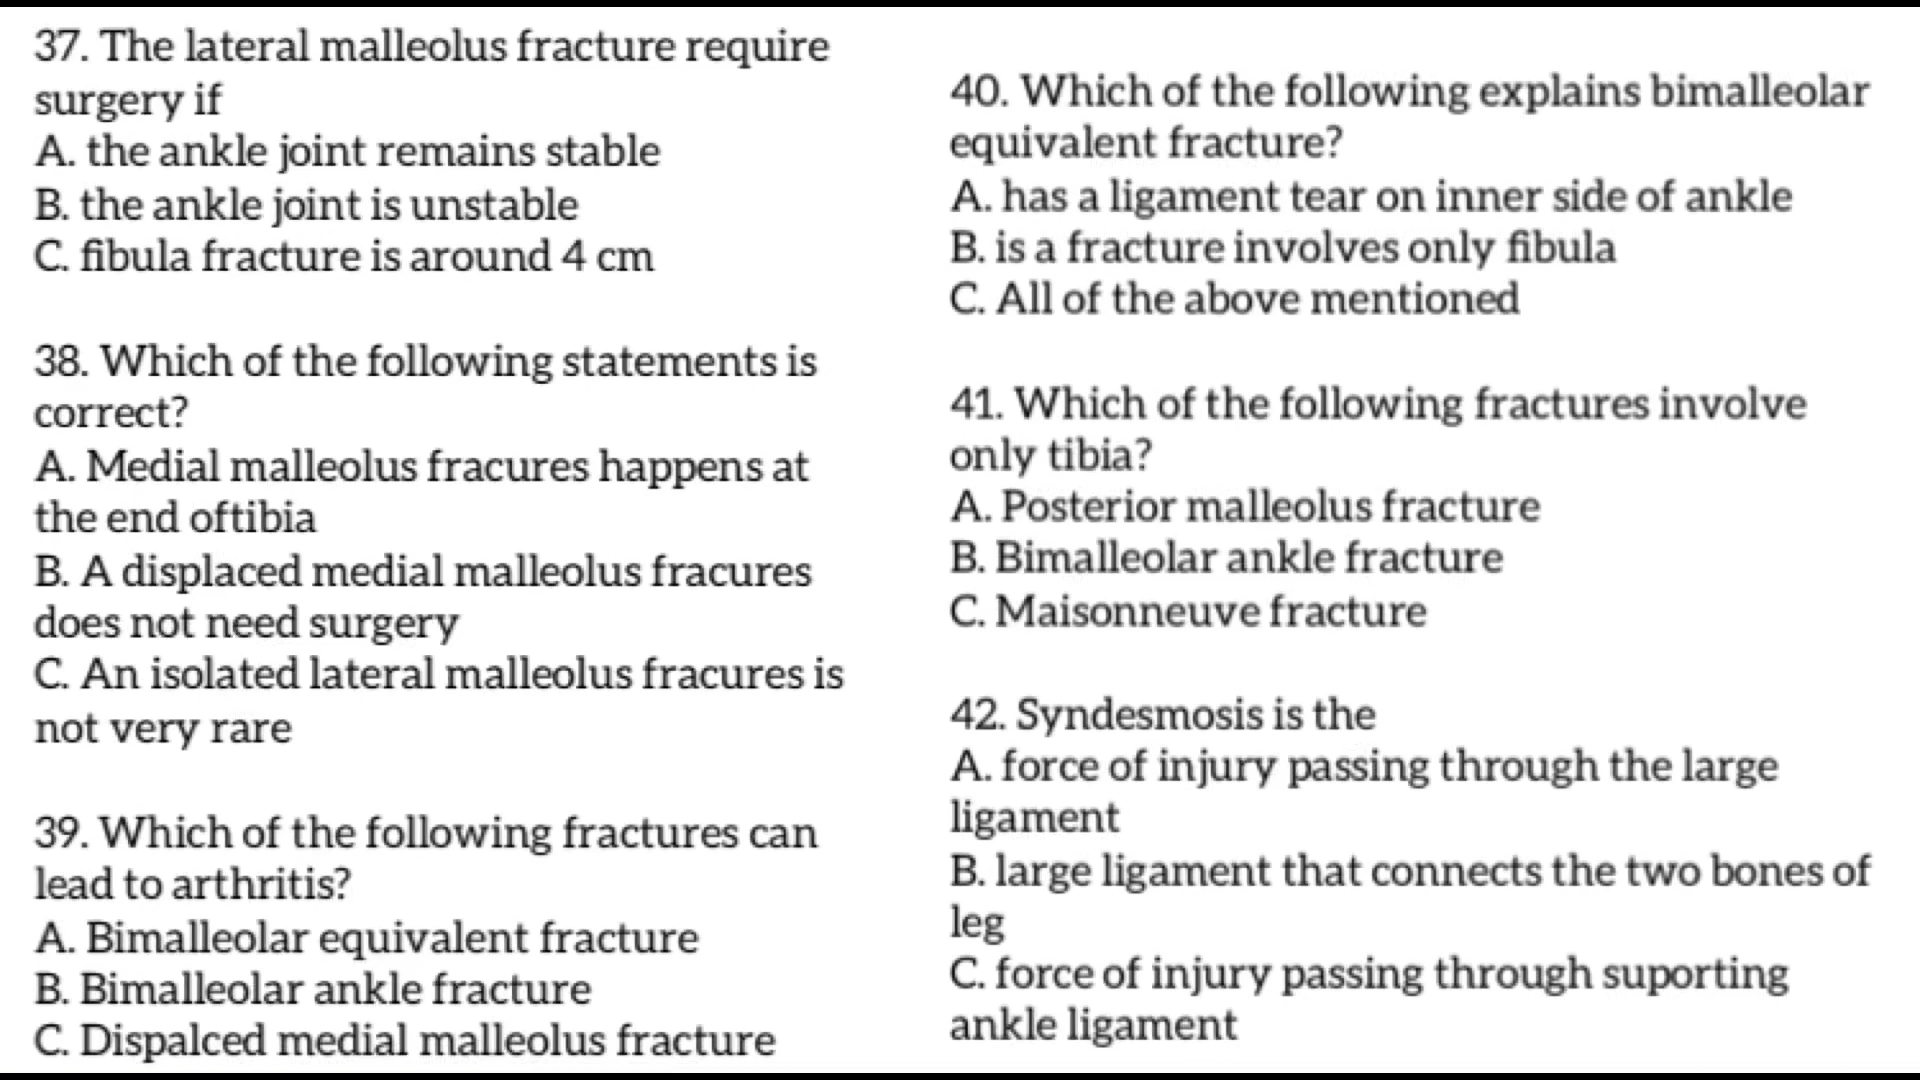 37. The lateral malleolus fracture require
surgery if
A. the ankle joint remains stable
B. the ankle joint is unstable
C. fibula fracture is around 4 cm
38. Which of the following statements is
correct?
A. Medial malleolus fracures happens at
the end oftibia
B. A displaced medial malleolus fracures
does not need surgery
C. An isolated lateral malleolus fracures is
not very rare
39. Which of the following fractures can
lead to arthritis?
A. Bimalleolar equivalent fracture
B. Bimalleolar ankle fracture
C. Dispalced medial malleolus fracture
40. Which of the following explains bimalleolar
equivalent fracture?
A. has a ligament tear on inner side of ankle
B. is a fracture involves only fibula
C. All of the above mentioned
41. Which of the following fractures involve
only tibia?
A. Posterior malleolus fracture
B. Bimalleolar ankle fracture
C. Maisonneuve fracture
42. Syndesmosis is the
A. force of injury passing through the large
ligament
B. large ligament that connects the two bones of
leg
C. force of injury passing through suporting
ankle ligament